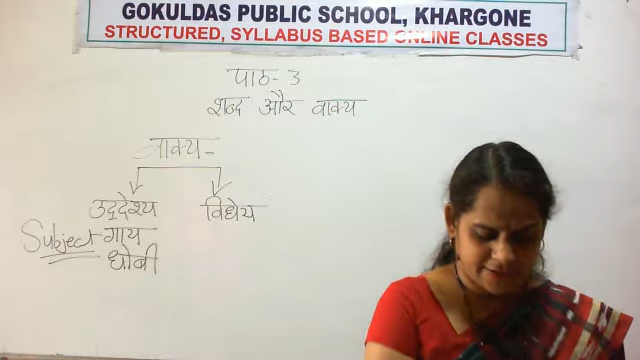 GOKULDAS PUBLIC SCHOOL, KHARGONE
STRUCTURED, SYLLABUS BASED ONLINE CLASSES
पाठ- 3
शब्द और वाक्य
वाक्य -
उद्देश्य विधेय
Subject - गाय
धोबी